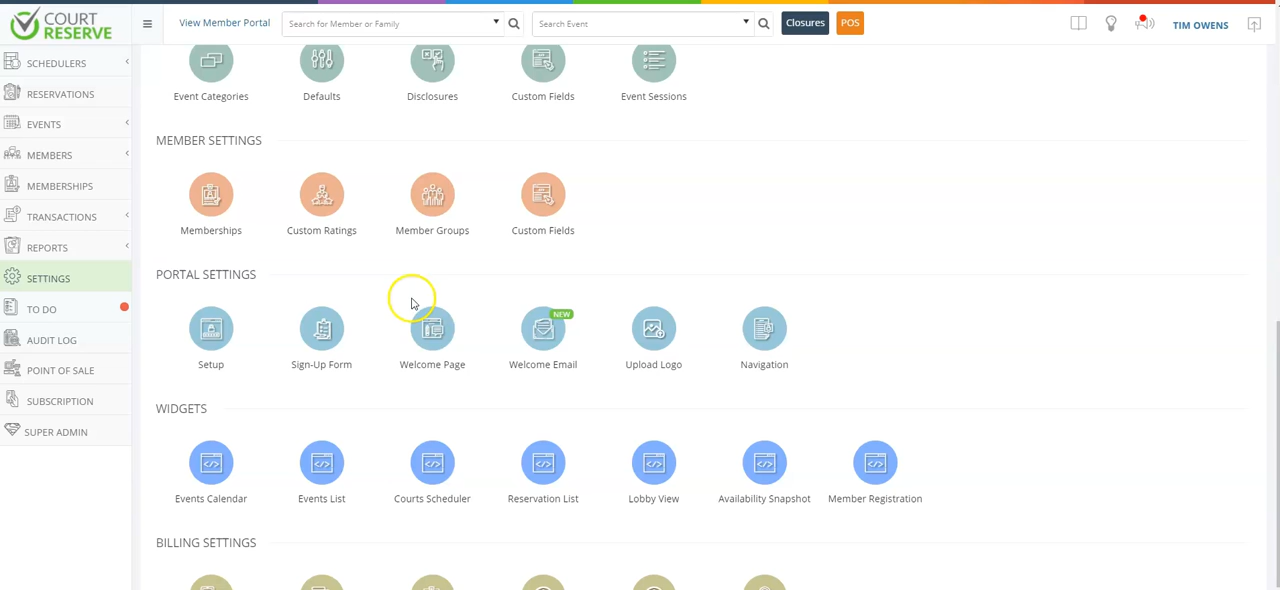 COURT RESERVE
View Member Portal
Search for Member or Family
Search Event
Closures
POS
TIM OWENS
SCHEDULERS
RESERVATIONS
EVENTS
MEMBERS
MEMBERSHIPS
TRANSACTIONS
REPORTS
SETTINGS
TO DO
AUDIT LOG
POINT OF SALE
SUBSCRIPTION
SUPER ADMIN
Event Categories
Defaults
Disclosures
Custom Fields
Event Sessions
MEMBER SETTINGS
Memberships
Custom Ratings
Member Groups
Custom Fields
PORTAL SETTINGS
NEW
Setup
Sign-Up Form
Welcome Page
Welcome Email
Upload Logo
Navigation
WIDGETS
Events Calendar
Events List
Courts Scheduler
Reservation List
Lobby View
Availability Snapshot
Member Registration
BILLING SETTINGS